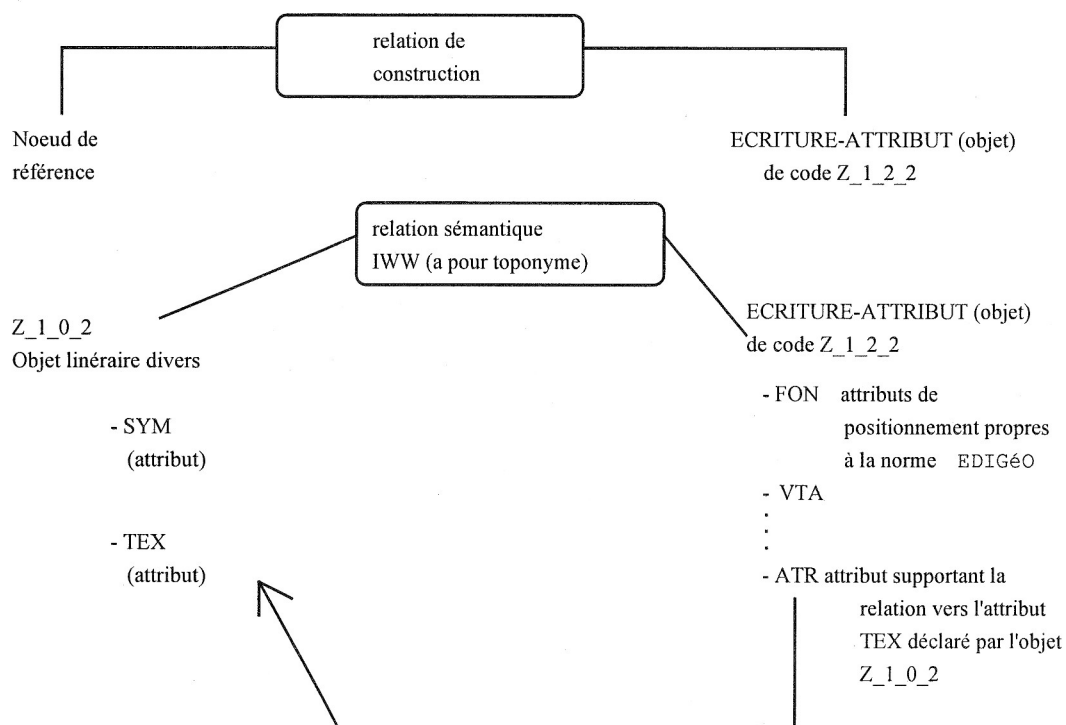 relation de
construction
Noeud de
référence
ECRITURE-ATTRIBUT (objet)
de code Z_1_2_2
relation sémantique
IWW (a pour toponyme)
Z_1_0_2
Objet linéraire divers
- SYM
(attribut)
- TEX
(attribut)
ECRITURE-ATTRIBUT (objet)
de code Z_1_2_2
- FON attributs de
positionnement propres
à la norme EDIGéO
- VTA
- ATR attribut supportant la
relation vers l'attribut
TEX déclaré par l'objet
Z_1_0_2